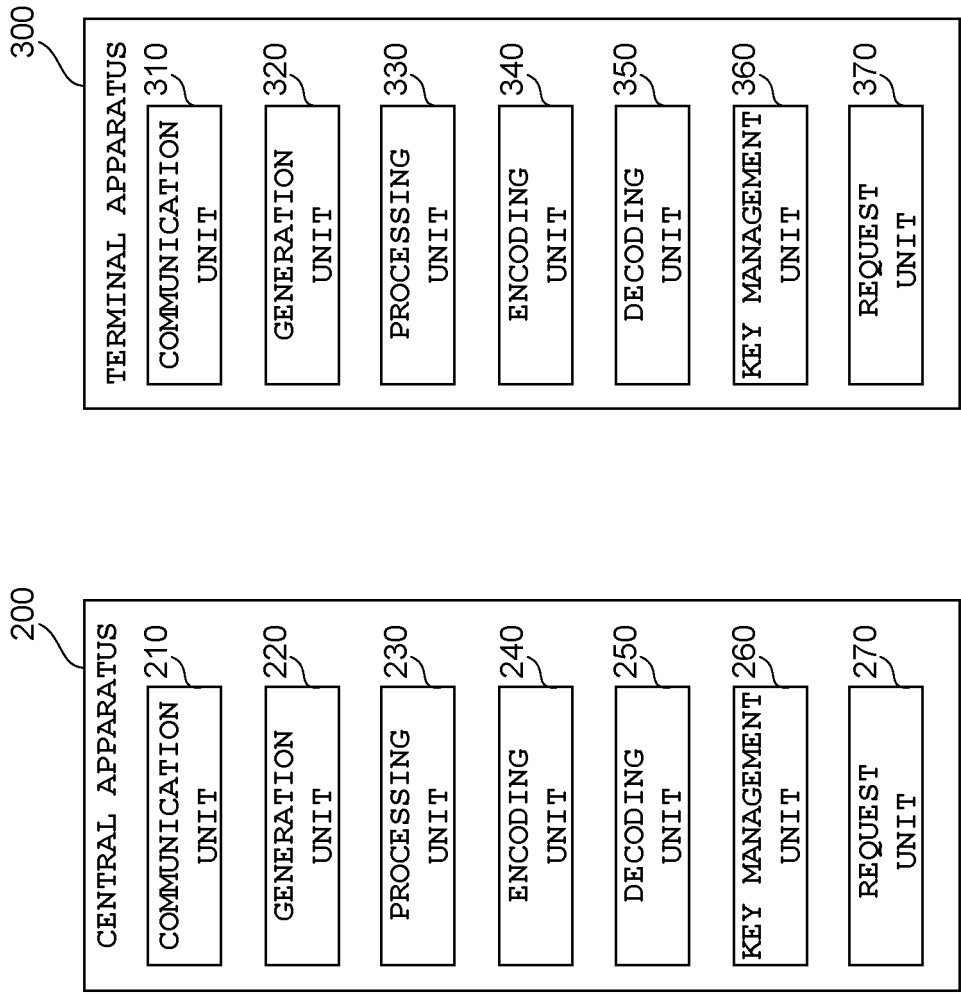 200
CENTRAL APPARATUS
210
COMMUNICATION
UNIT
220
GENERATION
UNIT
230
PROCESSING
UNIT
240
ENCODING
UNIT
250
DECODING
UNIT
260
KEY MANAGEMENT
UNIT
270
REQUEST
UNIT
300
TERMINAL APPARATUS
310
COMMUNICATION
UNIT
320
GENERATION
UNIT
330
PROCESSING
UNIT
340
ENCODING
UNIT
350
DECODING
UNIT
360
KEY MANAGEMENT
UNIT
370
REQUEST
UNIT